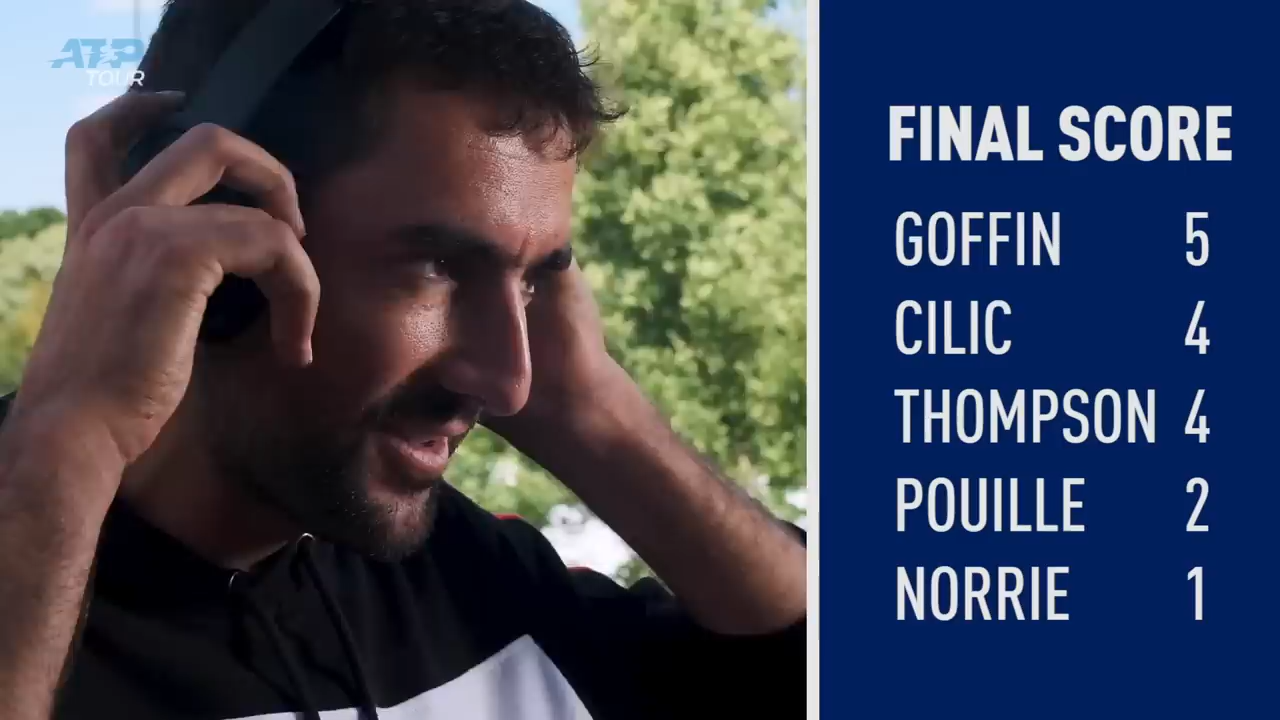 ATP
TOUR
FINAL SCORE
GOFFIN 5
CILIC 4
THOMPSON 4
POUILLE 2
NORRIE 1